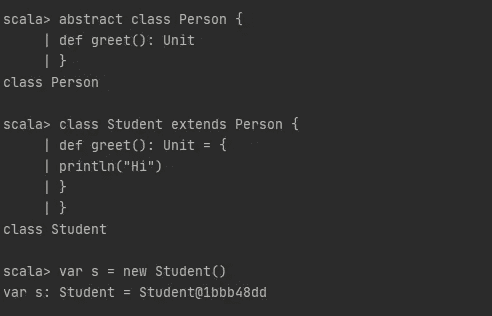 scala> abstract class Person {
     | def greet(): Unit
     | }
class Person

scala> class Student extends Person {
     | def greet(): Unit = {
     | println("Hi")
     | }
     | }
class Student

scala> var s = new Student()
var s: Student = Student@1bbb48dd